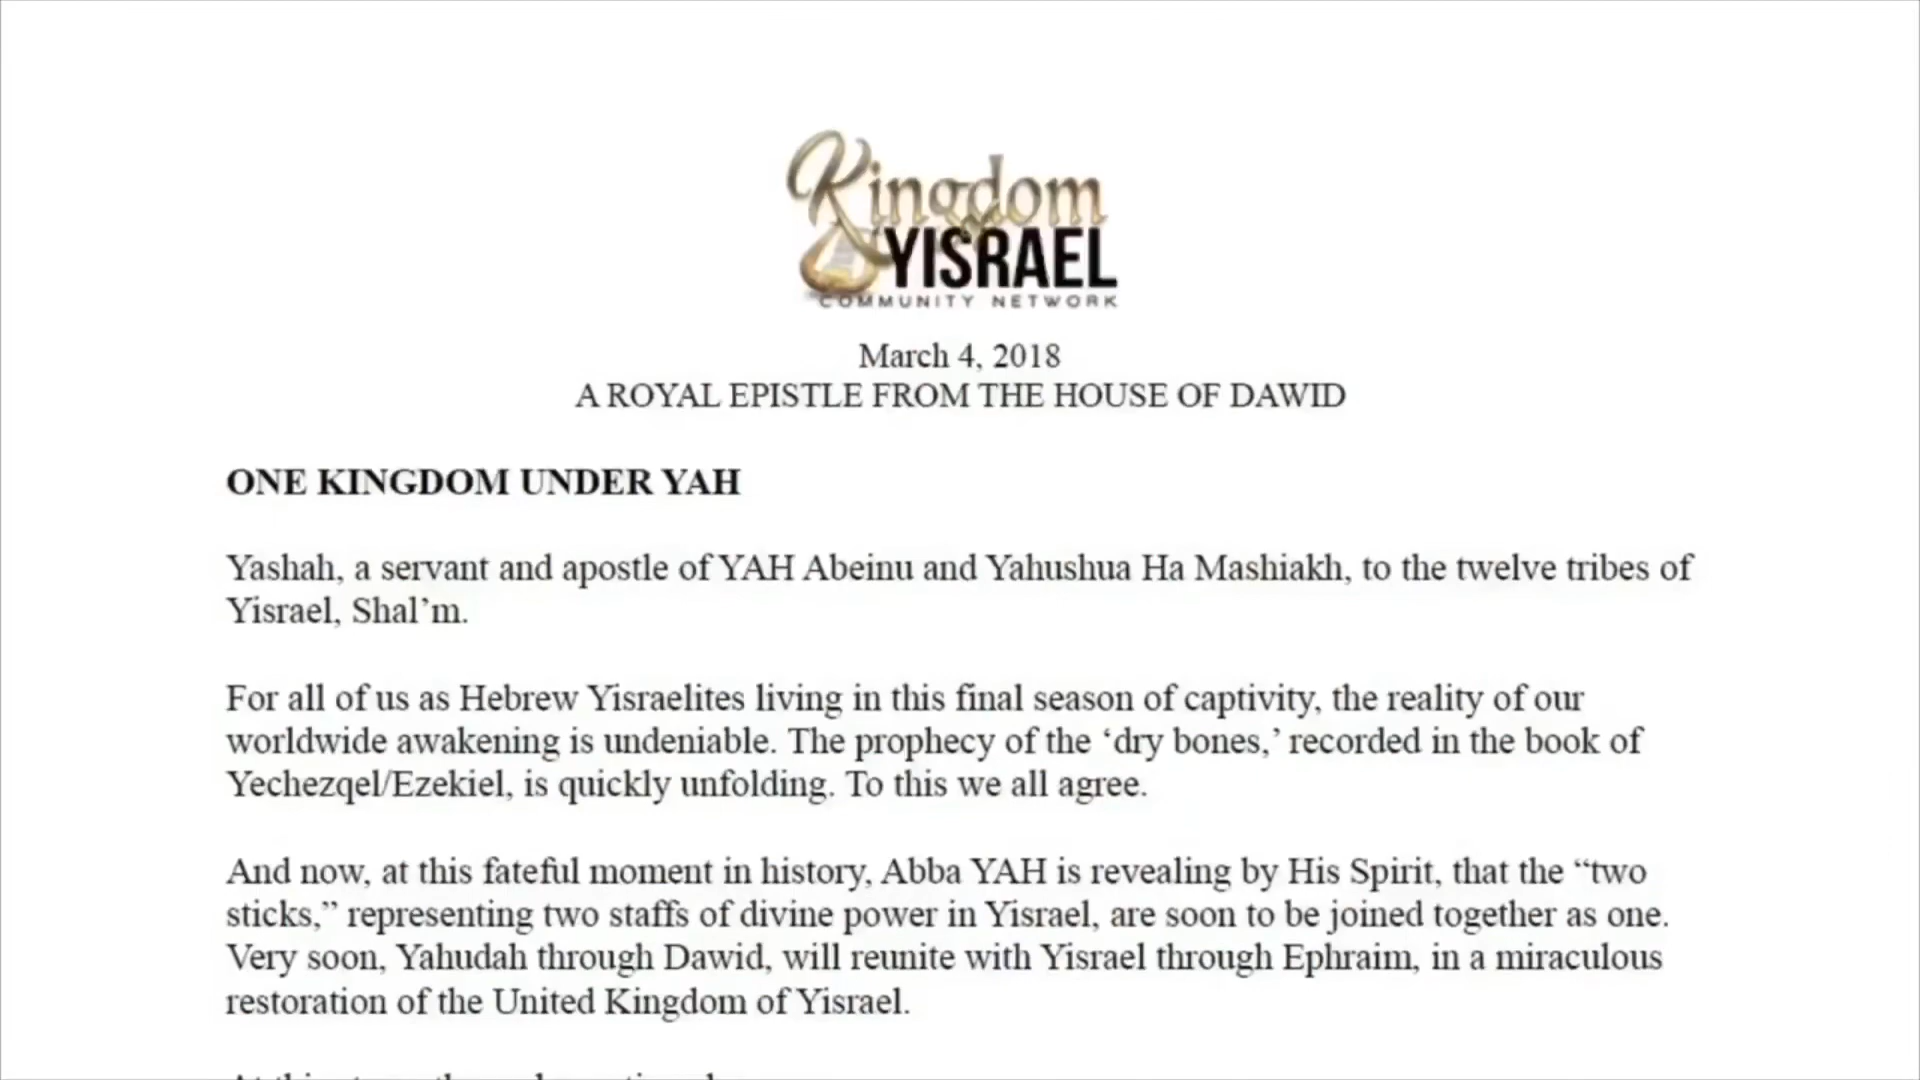 Kingdom
of
YISRAEL
COMMUNITY NETWORK
March 4, 2018
A ROYAL EPISTLE FROM THE HOUSE OF DAWID
ONE KINGDOM UNDER YAH
Yashah, a servant and apostle of YAH Abeinu and Yahushua Ha Mashiakh, to the twelve tribes of
Yisrael, Shal’m.
For all of us as Hebrew Yisraelites living in this final season of captivity, the reality of our
worldwide awakening is undeniable. The prophecy of the ‘dry bones,’ recorded in the book of
Yechezqel/Ezekiel, is quickly unfolding. To this we all agree.
And now, at this fateful moment in history, Abba YAH is revealing by His Spirit, that the “two
sticks,” representing two staffs of divine power in Yisrael, are soon to be joined together as one.
Very soon, Yahudah through Dawid, will reunite with Yisrael through Ephraim, in a miraculous
restoration of the United Kingdom of Yisrael.